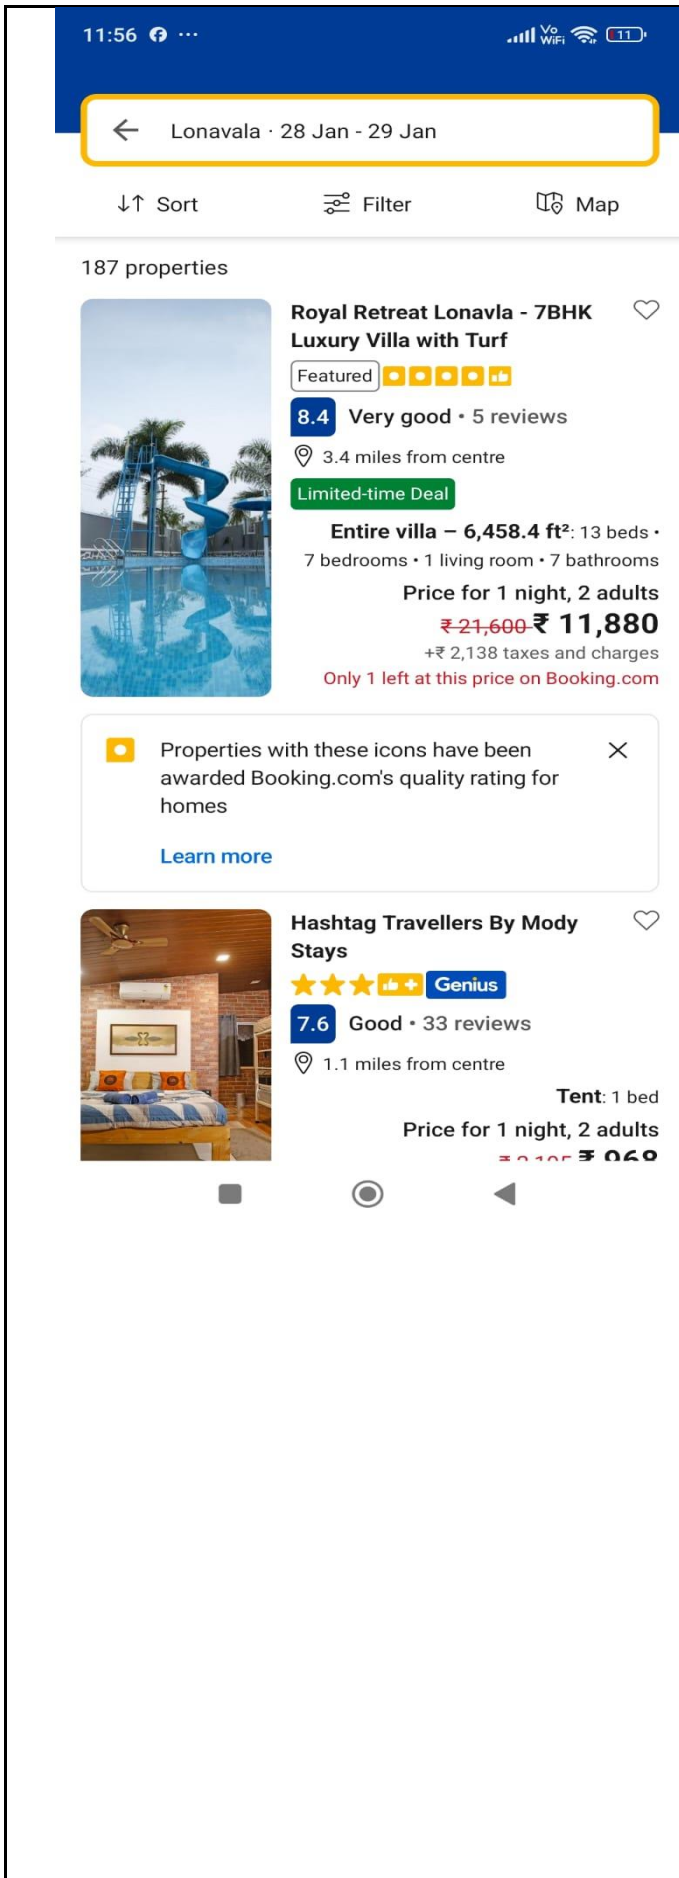 11:56 ...
Vo WiFi 11
Lonavala · 28 Jan - 29 Jan
Sort Filter Map
187 properties
Royal Retreat Lonavla - 7BHK
Luxury Villa with Turf
Featured
8.4 Very good • 5 reviews
3.4 miles from centre
Limited-time Deal
Entire villa – 6,458.4 ft²: 13 beds •
7 bedrooms • 1 living room • 7 bathrooms
Price for 1 night, 2 adults
₹ 21,600 ₹ 11,880
+₹ 2,138 taxes and charges
Only 1 left at this price on Booking.com
Properties with these icons have been
awarded Booking.com's quality rating for
homes
Learn more
Hashtag Travellers By Mody
Stays
Genius
7.6 Good • 33 reviews
1.1 miles from centre
Tent: 1 bed
Price for 1 night, 2 adults
₹ 968